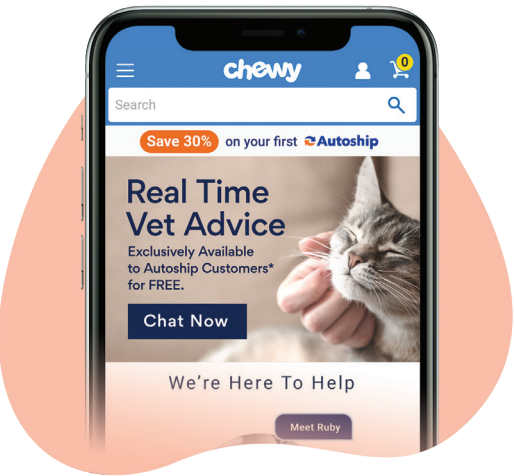 chewy
0
Search
Save 30% on your first Autoship
Real Time
Vet Advice
Exclusively Available
to Autoship Customers*
for FREE.
Chat Now
We're Here To Help
Meet Ruby